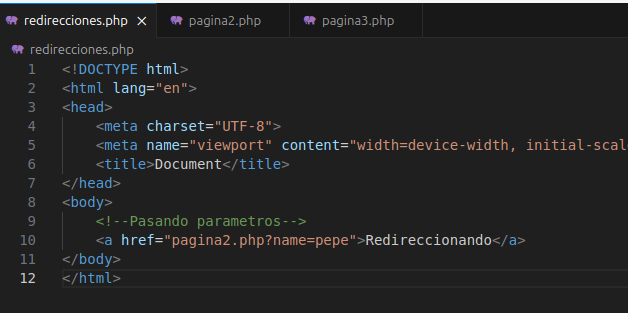 redirecciones.php × pagina2.php pagina3.php
redirecciones.php
1 <!DOCTYPE html>
2 <html lang="en">
3 <head>
4 <meta charset="UTF-8">
5 <meta name="viewport" content="width=device-width, initial-scal
6 <title>Document</title>
7 </head>
8 <body>
9 <!--Pasando parametros-->
10 <a href="pagina2.php?name=pepe">Redireccionando</a>
11 </body>
12 </html>